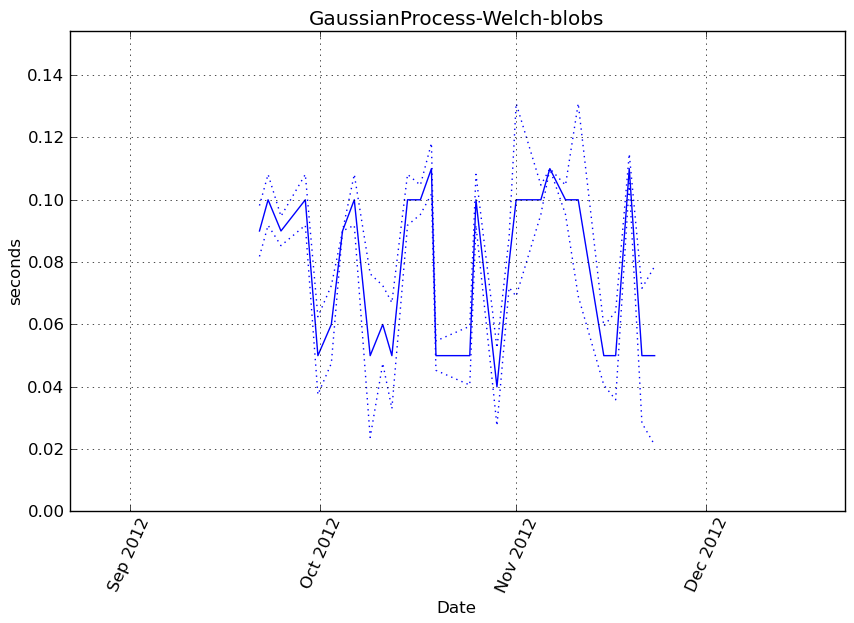 GaussianProcess-Welch-blobs
0.14
0.12
0.10
0.08
0.06
0.04
0.02
0.00
seconds
Sep 2012
Oct 2012
Nov 2012
Dec 2012
Date